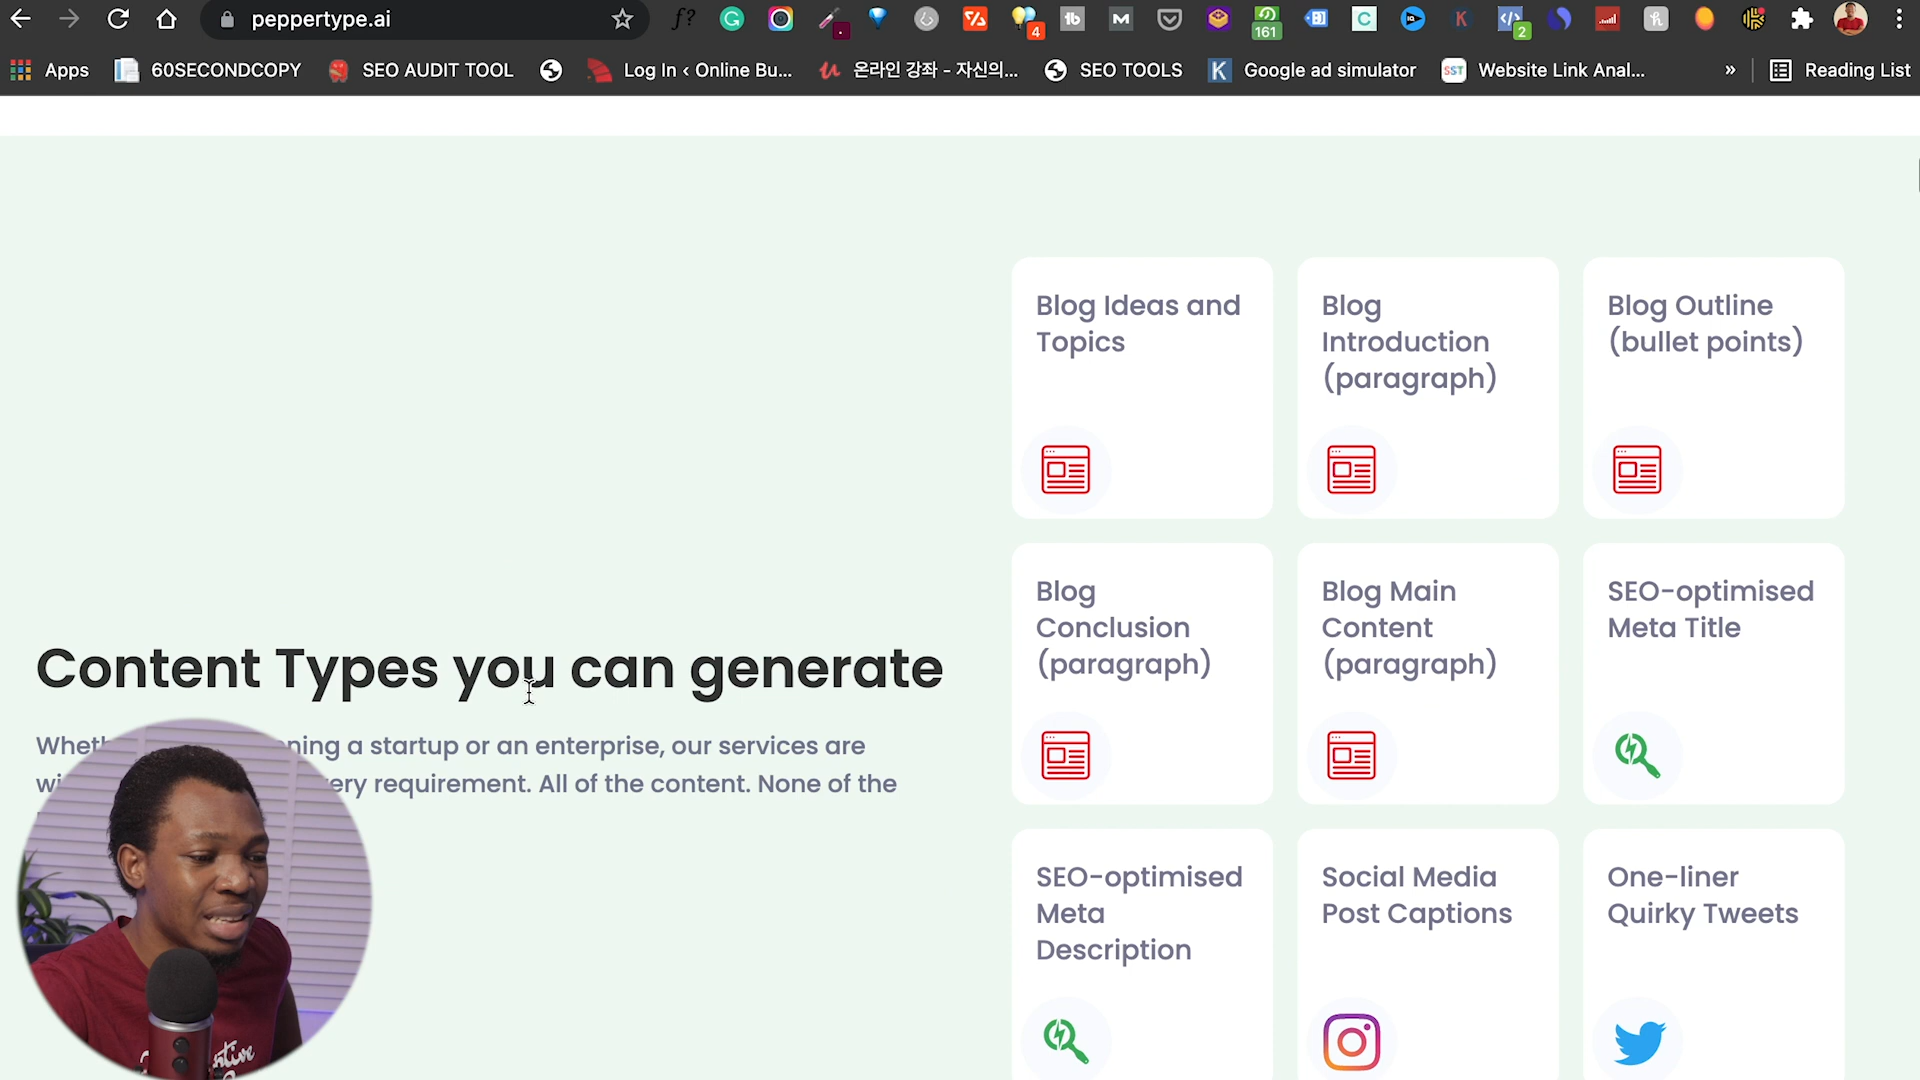 peppertype.ai
f?
4
tb
M
161
C
K
2
Apps
60SECONDCOPY
SEO AUDIT TOOL
Log In ‹ Online Bu...
온라인 강좌 - 자신의...
SEO TOOLS
K
Google ad simulator
SST
Website Link Anal...
»
Reading List
Blog Ideas and
Topics
Blog
Introduction
(paragraph)
Blog Outline
(bullet points)
Blog
Conclusion
(paragraph)
Blog Main
Content
(paragraph)
SEO-optimised
Meta Title
Content Types you can generate
ning a startup or an enterprise, our services are
ery requirement. All of the content. None of the
SEO-optimised
Meta
Description
Social Media
Post Captions
One-liner
Quirky Tweets